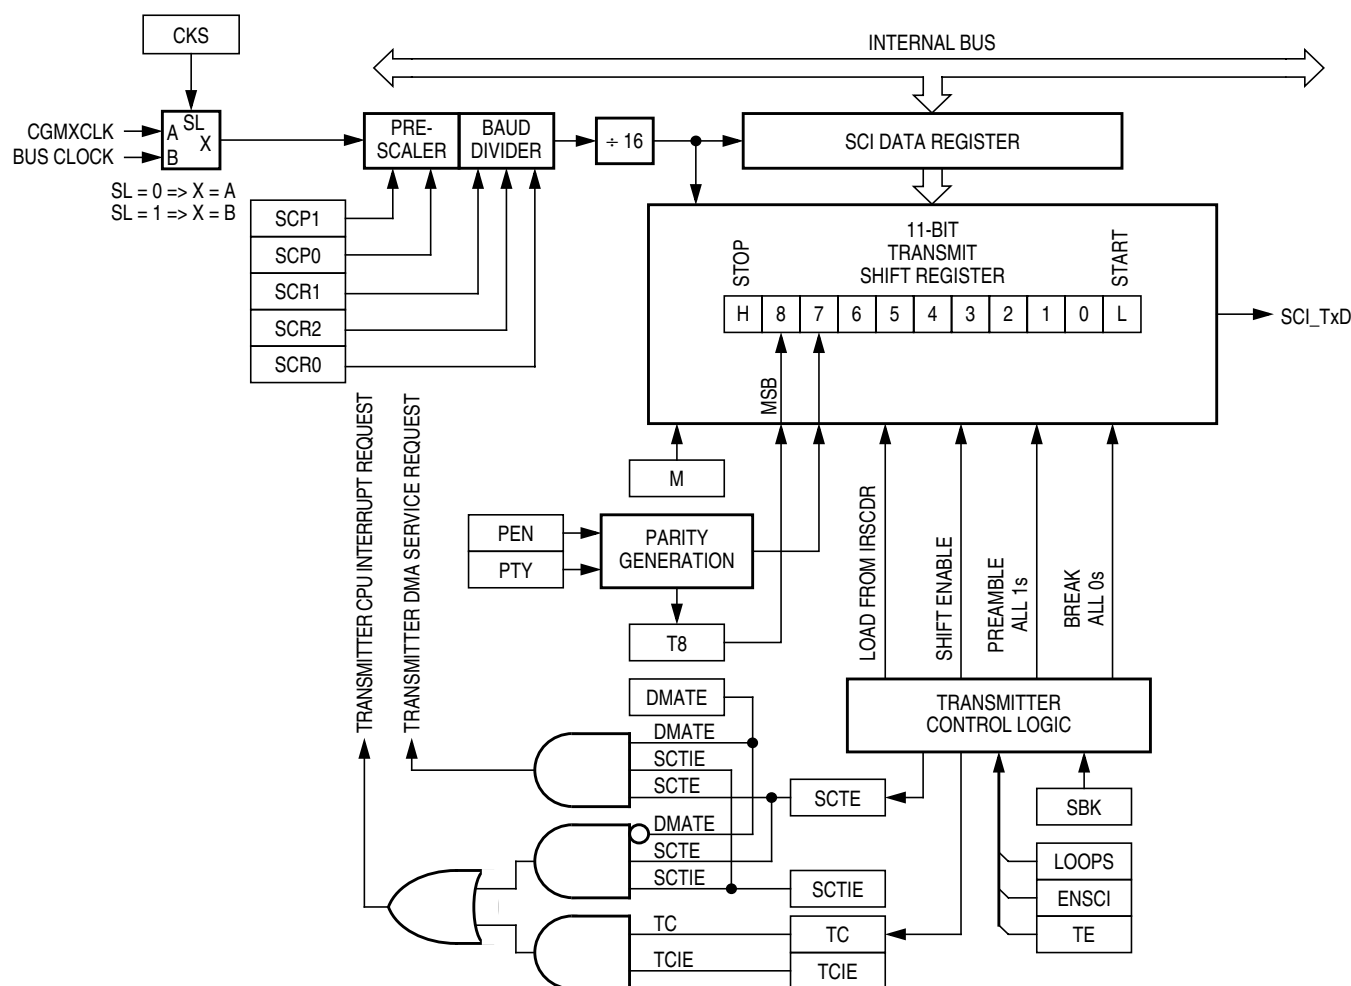 CKS
INTERNAL BUS
CGMXCLK
BUS CLOCK
A
B
SL
X
SL = 0 => X = A
SL = 1 => X = B
PRE-
SCALER
BAUD
DIVIDER
÷ 16
SCI DATA REGISTER
SCP1
SCP0
SCR1
SCR2
SCR0
11-BIT
TRANSMIT
SHIFT REGISTER
STOP
START
H 8 7 6 5 4 3 2 1 0 L
SCI_TxD
MSB
M
PEN
PTY
PARITY
GENERATION
T8
TRANSMITTER CPU INTERRUPT REQUEST
TRANSMITTER DMA SERVICE REQUEST
LOAD FROM IRSCDR
SHIFT ENABLE
PREAMBLE
ALL 1s
BREAK
ALL 0s
TRANSMITTER
CONTROL LOGIC
DMATE
DMATE
SCTIE
SCTE
SCTE
SBK
DMATE
SCTE
SCTIE
SCTIE
LOOPS
ENSCI
TE
TC
TC
TCIE
TCIE